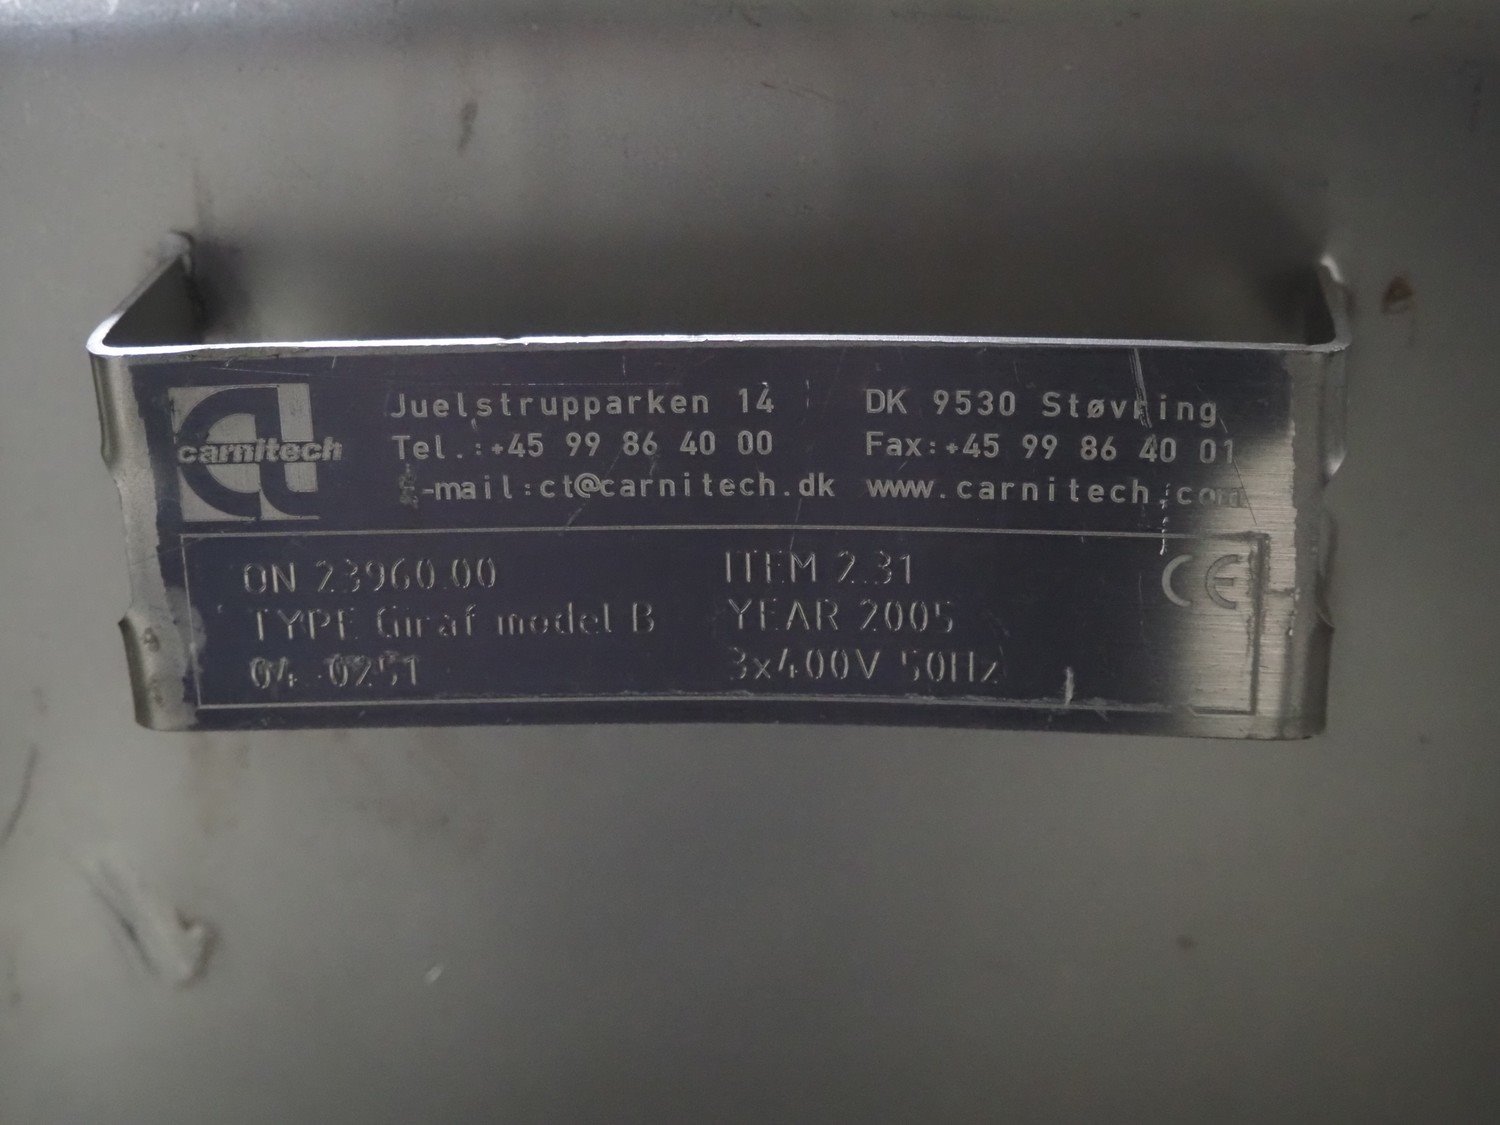 carnitech
Juelstrupparken 14 DK 9530 Støvring
Tel.:+45 99 86 40 00 Fax:+45 99 86 40 01
E-mail:ct@carnitech.dk www.carnitech.com
ON 23960.00 ITEM 2.31
TYPE Giraf model B YEAR 2005
04-0251 3x400V 50Hz
CE